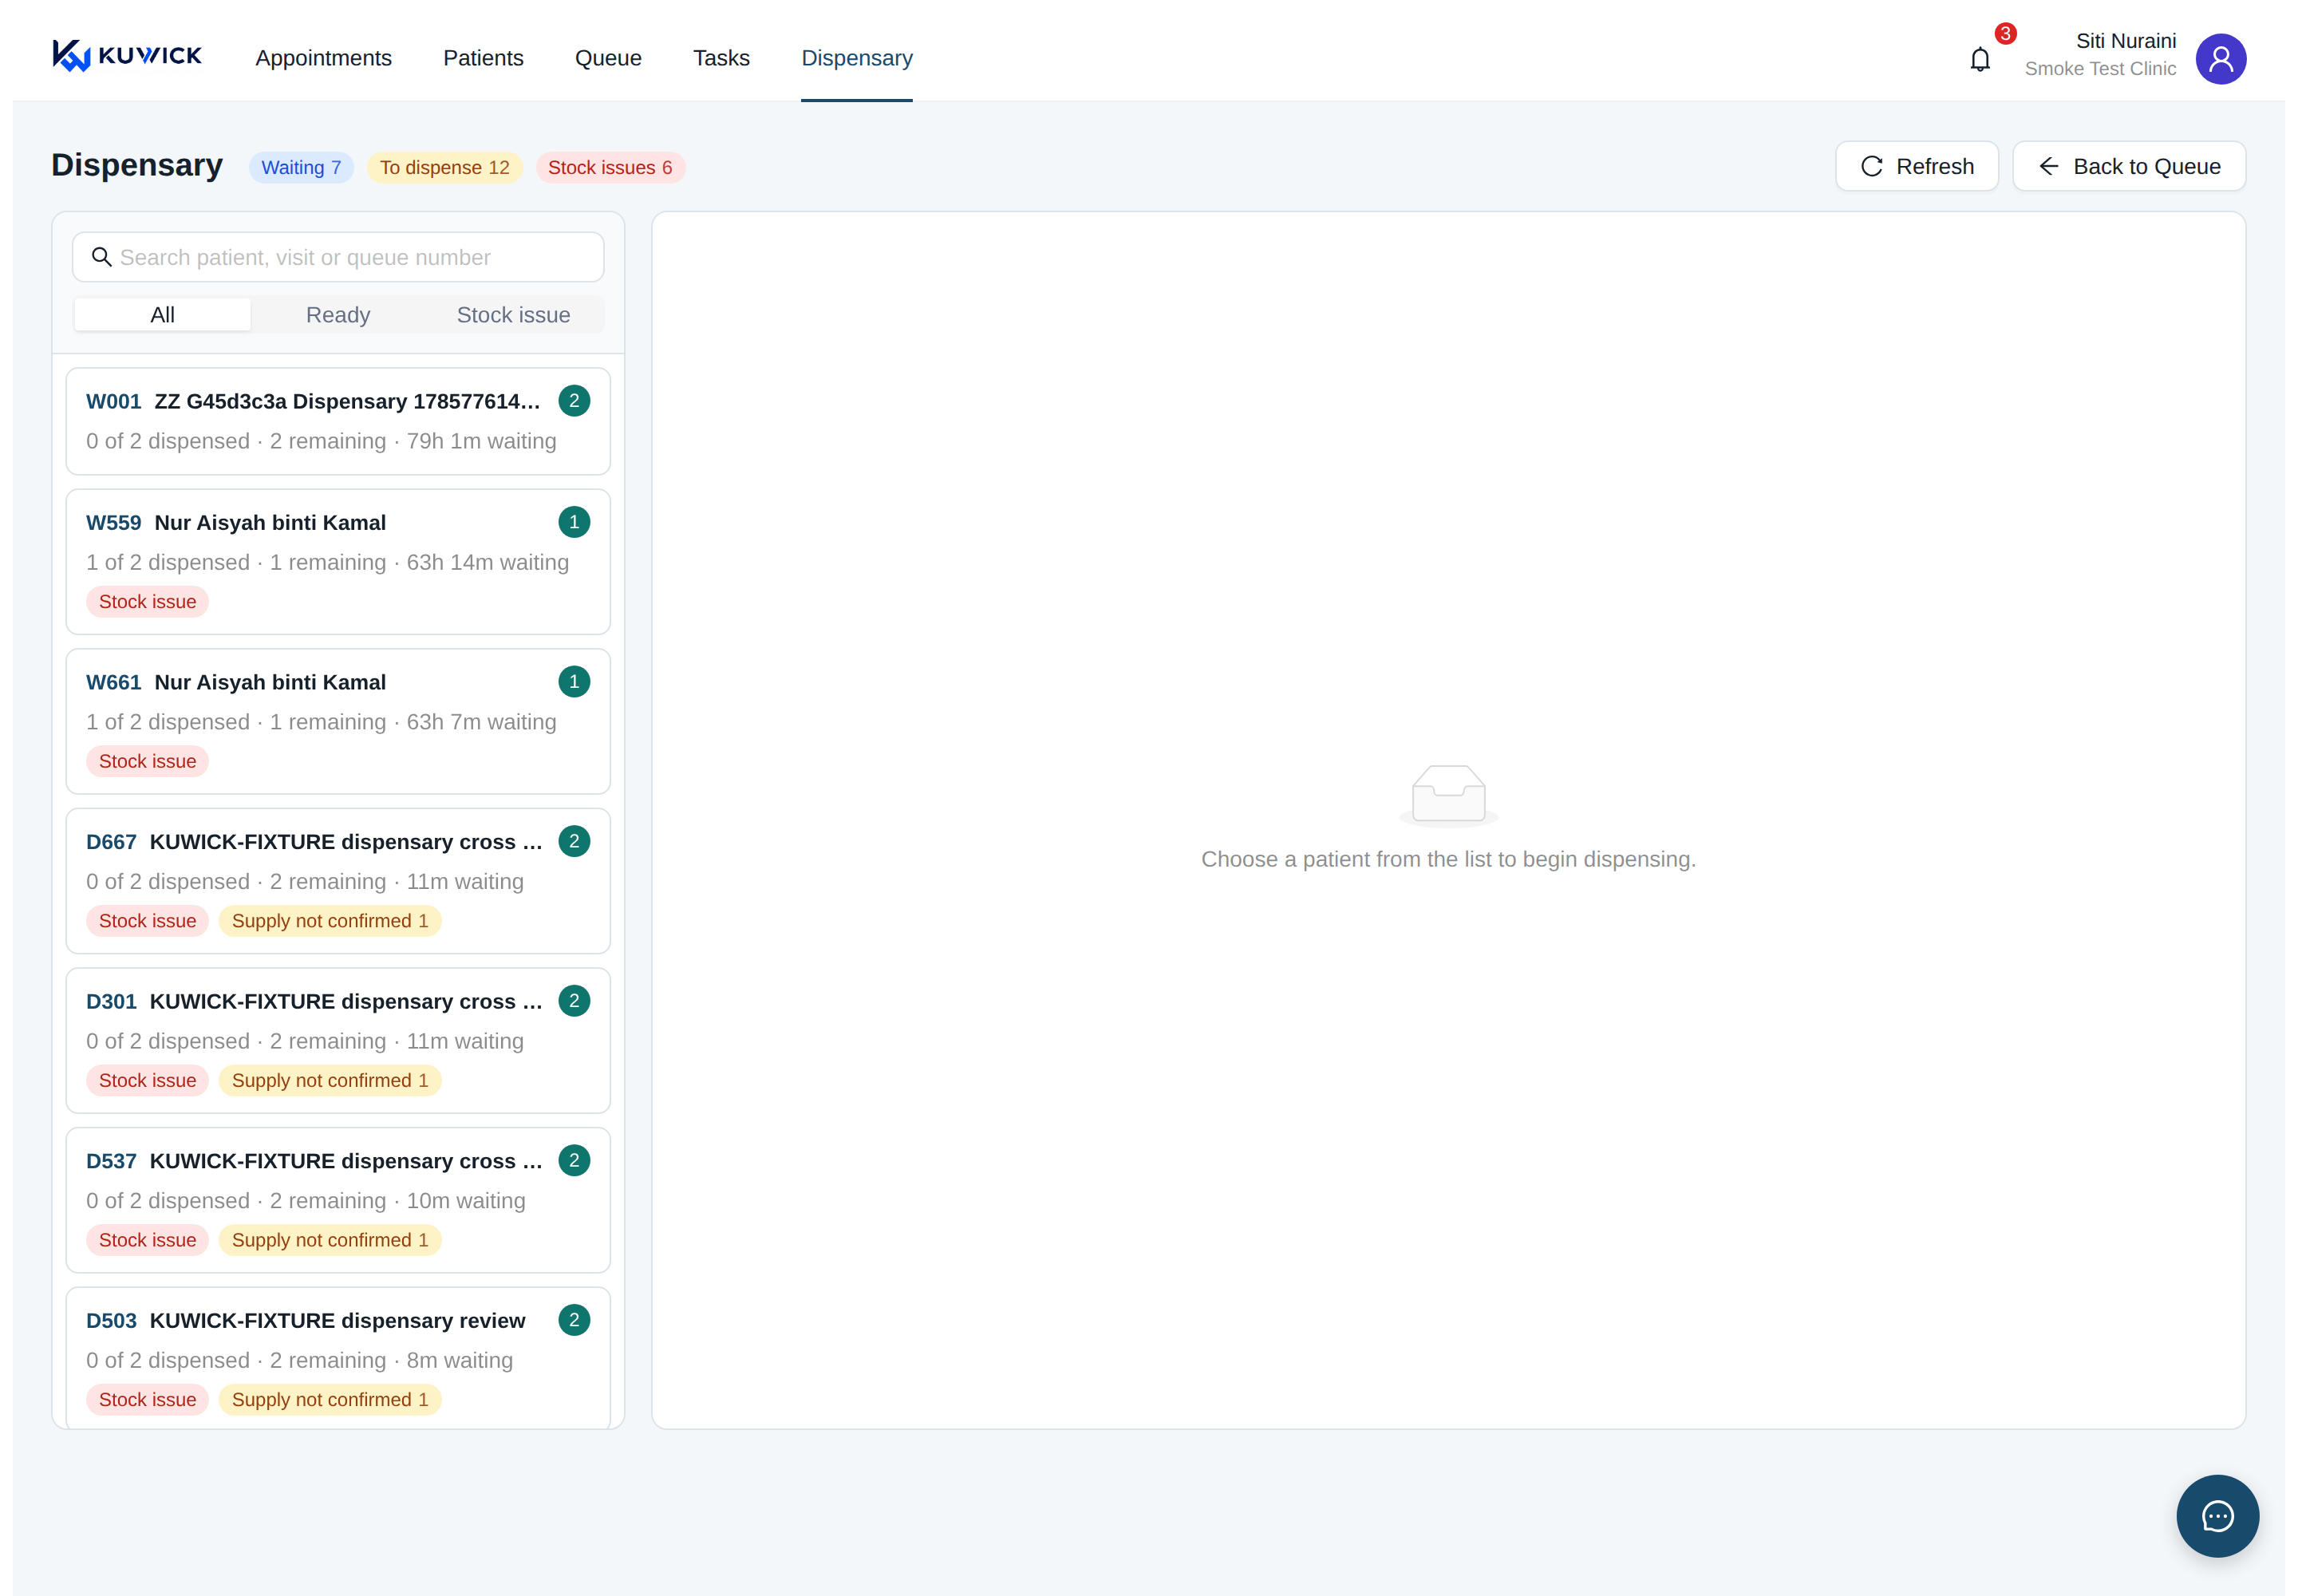 KUWICK
Appointments
Patients
Queue
Tasks
Dispensary
3
Siti Nuraini
Smoke Test Clinic
Dispensary
Waiting 7
To dispense 12
Stock issues 6
Refresh
Back to Queue
Search patient, visit or queue number
All
Ready
Stock issue
W001 ZZ G45d3c3a Dispensary 178577614… 2
0 of 2 dispensed · 2 remaining · 79h 1m waiting
W559 Nur Aisyah binti Kamal 1
1 of 2 dispensed · 1 remaining · 63h 14m waiting
Stock issue
W661 Nur Aisyah binti Kamal 1
1 of 2 dispensed · 1 remaining · 63h 7m waiting
Stock issue
D667 KUWICK-FIXTURE dispensary cross … 2
0 of 2 dispensed · 2 remaining · 11m waiting
Stock issue Supply not confirmed 1
D301 KUWICK-FIXTURE dispensary cross … 2
0 of 2 dispensed · 2 remaining · 11m waiting
Stock issue Supply not confirmed 1
D537 KUWICK-FIXTURE dispensary cross … 2
0 of 2 dispensed · 2 remaining · 10m waiting
Stock issue Supply not confirmed 1
D503 KUWICK-FIXTURE dispensary review 2
0 of 2 dispensed · 2 remaining · 8m waiting
Stock issue Supply not confirmed 1
Choose a patient from the list to begin dispensing.